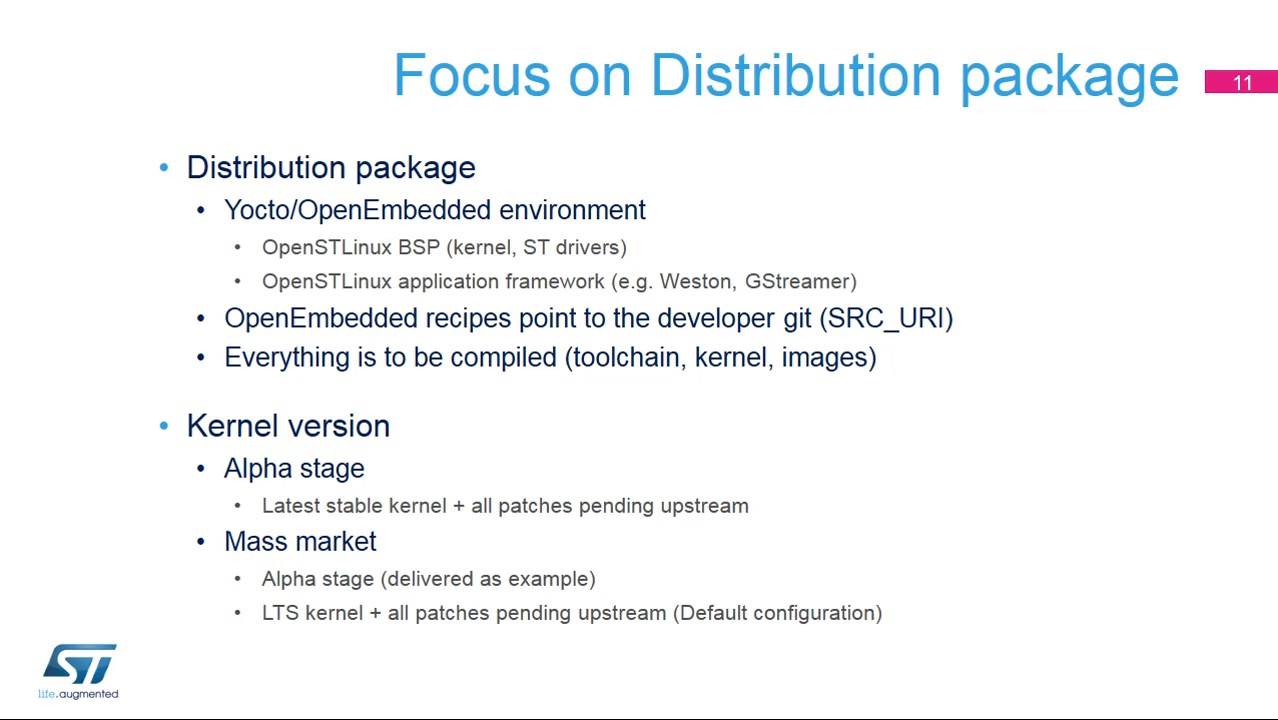 Focus on Distribution package
11
• Distribution package
• Yocto/OpenEmbedded environment
• OpenSTLinux BSP (kernel, ST drivers)
• OpenSTLinux application framework (e.g. Weston, GStreamer)
• OpenEmbedded recipes point to the developer git (SRC_URI)
• Everything is to be compiled (toolchain, kernel, images)
• Kernel version
• Alpha stage
• Latest stable kernel + all patches pending upstream
• Mass market
• Alpha stage (delivered as example)
• LTS kernel + all patches pending upstream (Default configuration)
ST
life.augmented